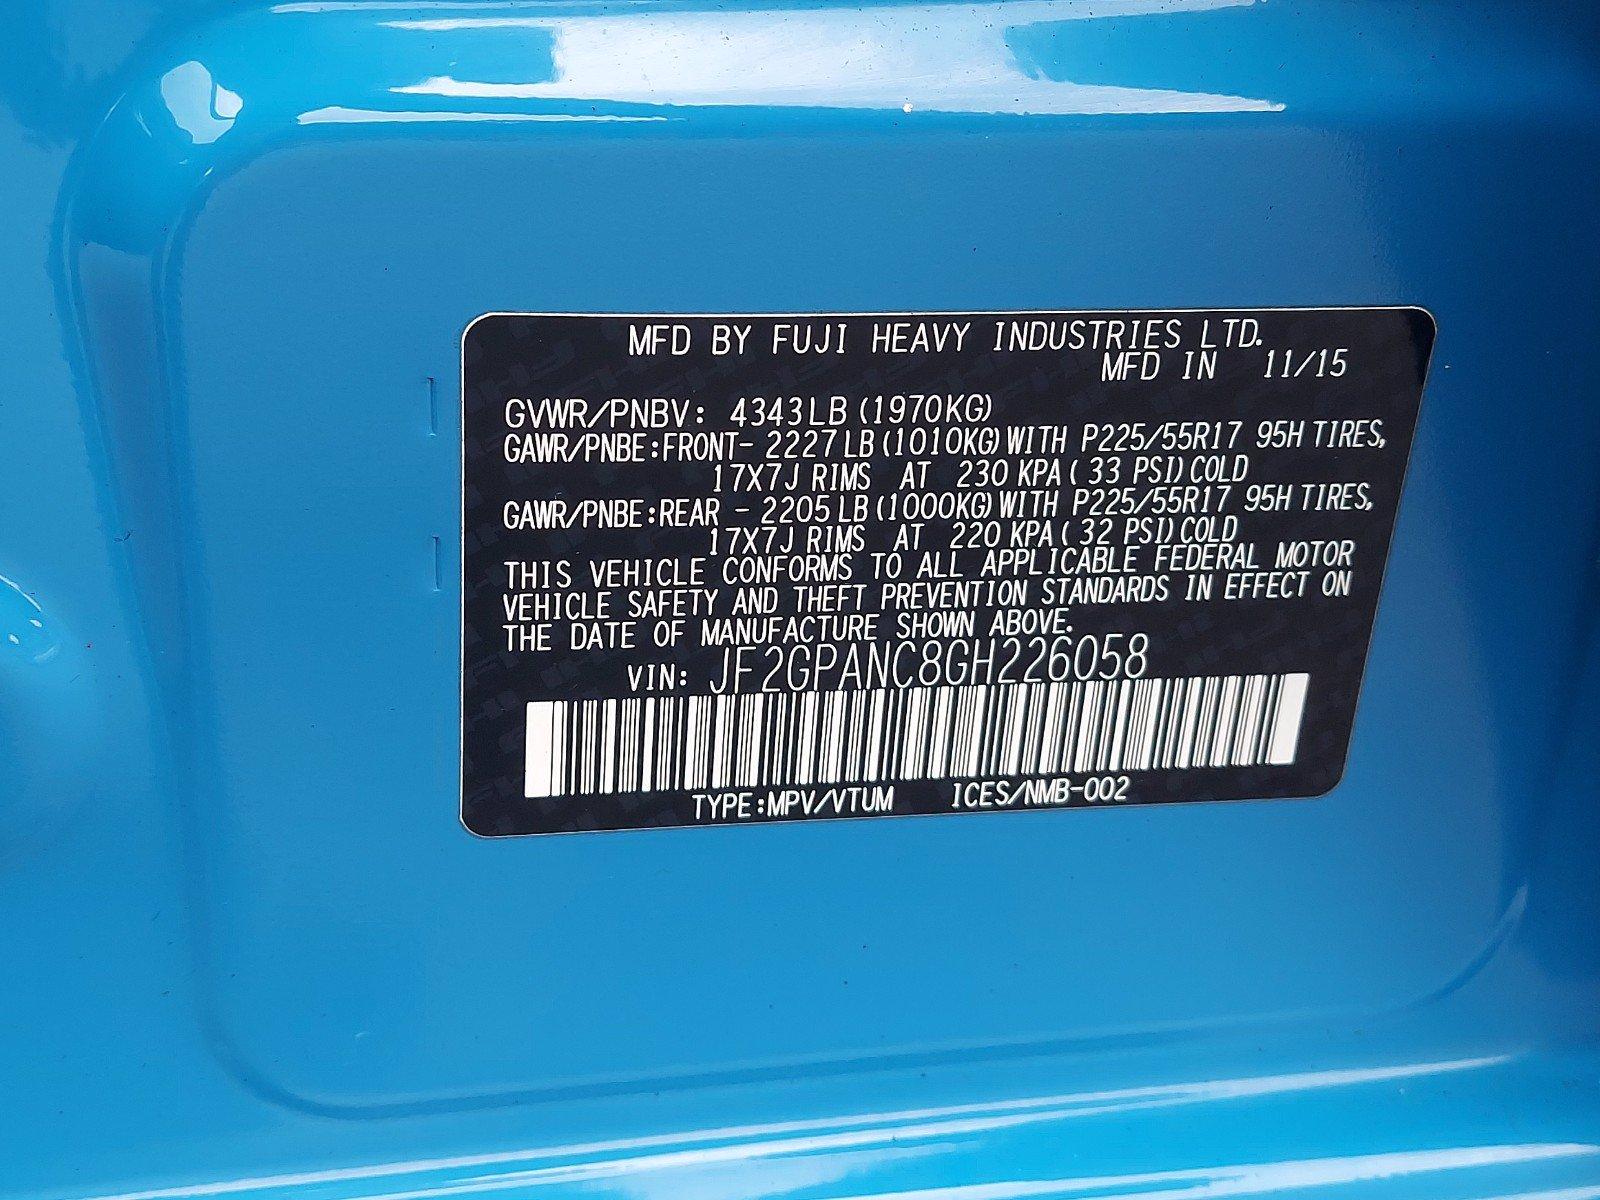 MFD BY FUJI HEAVY INDUSTRIES LTD.
MFD IN 11/15
GVWR/PNBV: 4343LB (1970KG)
GAWR/PNBE:FRONT- 2227LB (1010KG) WITH P225/55R17 95H TIRES,
17X7J RIMS AT 230 KPA ( 33 PSI) COLD
GAWR/PNBE:REAR - 2205LB (1000KG) WITH P225/55R17 95H TIRES,
17X7J RIMS AT 220 KPA ( 32 PSI) COLD
THIS VEHICLE CONFORMS TO ALL APPLICABLE FEDERAL MOTOR
VEHICLE SAFETY AND THEFT PREVENTION STANDARDS IN EFFECT ON
THE DATE OF MANUFACTURE SHOWN ABOVE.
VIN: JF2GPANC8GH226058
TYPE:MPV/VTUM ICES/NMB-002